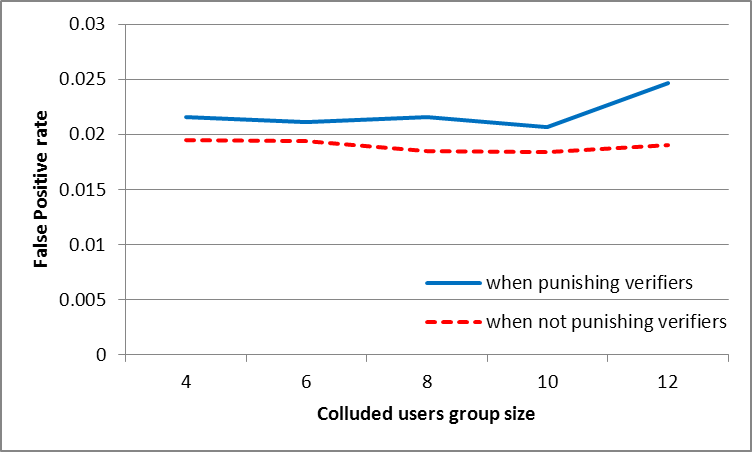 0.03
0.025
0.02
0.015
0.01
0.005
0
False Positive rate
when punishing verifiers
when not punishing verifiers
4 6 8 10 12
Colluded users group size